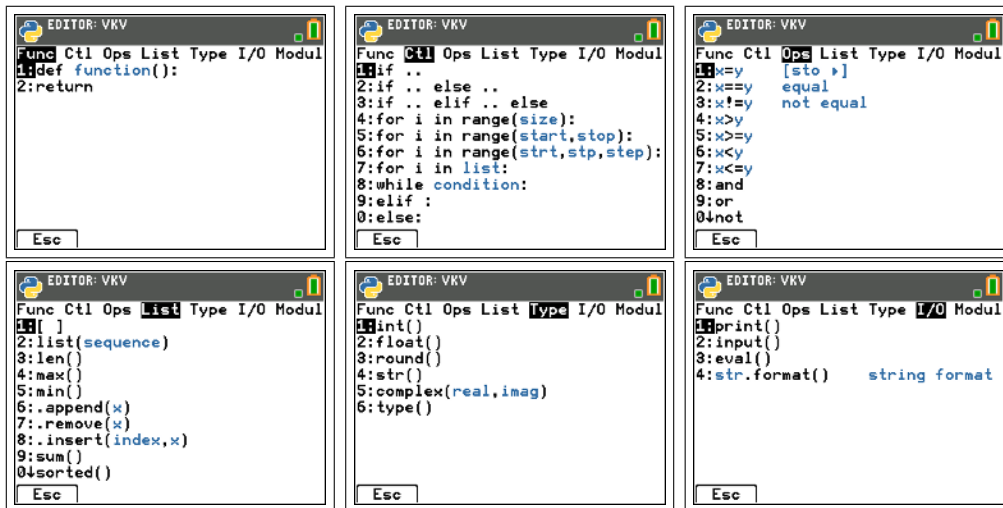 EDITOR: VKV
Func Ctl Ops List Type I/O Modul
1:def function():
2:return
Esc
EDITOR: VKV
Func Ctl Ops List Type I/O Modul
1:if ..
2:if .. else ..
3:if .. elif .. else
4:for i in range(size):
5:for i in range(start,stop):
6:for i in range(strt,stp,step):
7:for i in list:
8:while condition:
9:elif :
0:else:
Esc
EDITOR: VKV
Func Ctl Ops List Type I/O Modul
1:x=y [sto ▸]
2:x==y equal
3:x!=y not equal
4:x>y
5:x>=y
6:x<y
7:x<=y
8:and
9:or
0↓not
Esc
EDITOR: VKV
Func Ctl Ops List Type I/O Modul
1:[ ]
2:list(sequence)
3:len()
4:max()
5:min()
6:.append(x)
7:.remove(x)
8:.insert(index,x)
9:sum()
0↓sorted()
Esc
EDITOR: VKV
Func Ctl Ops List Type I/O Modul
1:int()
2:float()
3:round()
4:str()
5:complex(real,imag)
6:type()
Esc
EDITOR: VKV
Func Ctl Ops List Type I/O Modul
1:print()
2:input()
3:eval()
4:str.format() string format
Esc